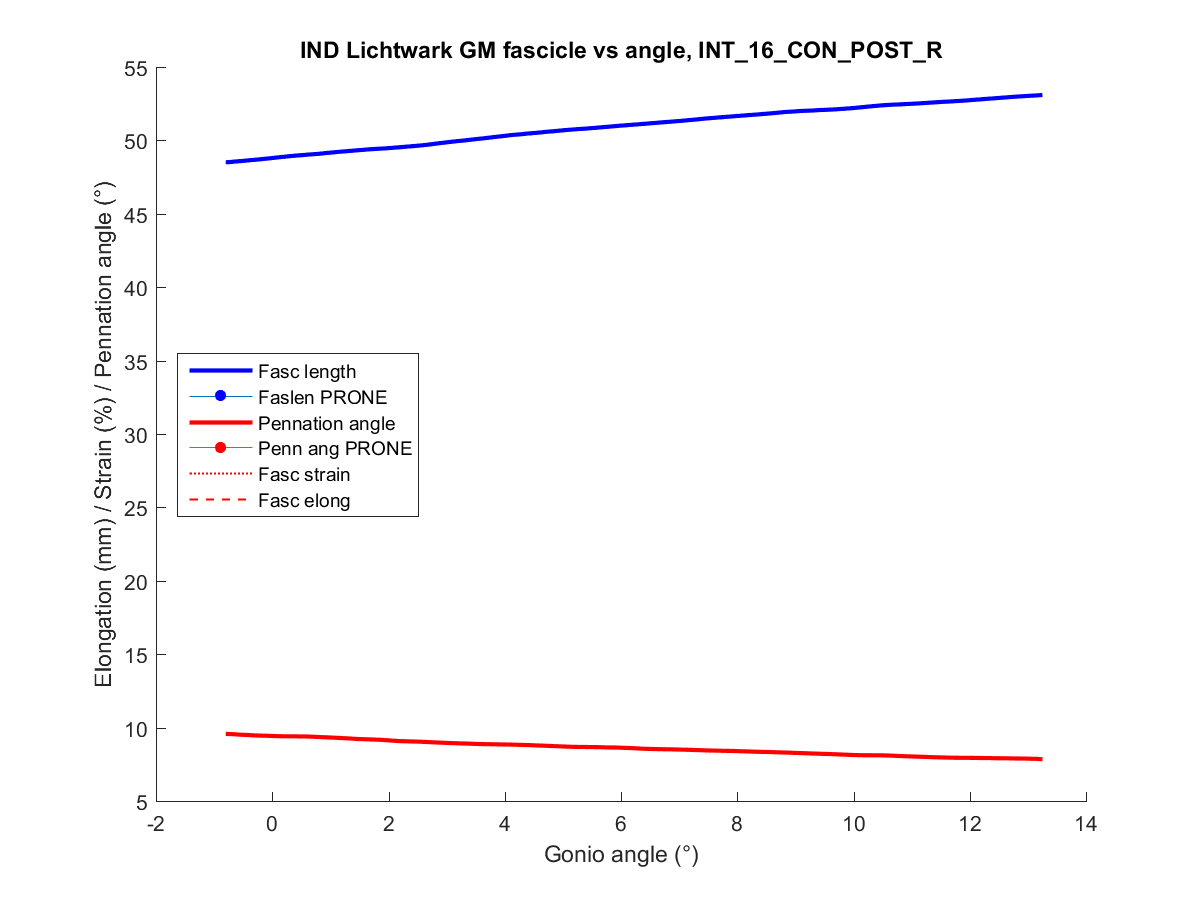 IND Lichtwark GM fascicle vs angle, INT_16_CON_POST_R
Elongation (mm) / Strain (%) / Pennation angle (°)
55
50
45
40
35
30
25
20
15
10
5
Fasc length
Faslen PRONE
Pennation angle
Penn ang PRONE
Fasc strain
Fasc elong
-2
0
2
4
6
8
10
12
14
Gonio angle (°)